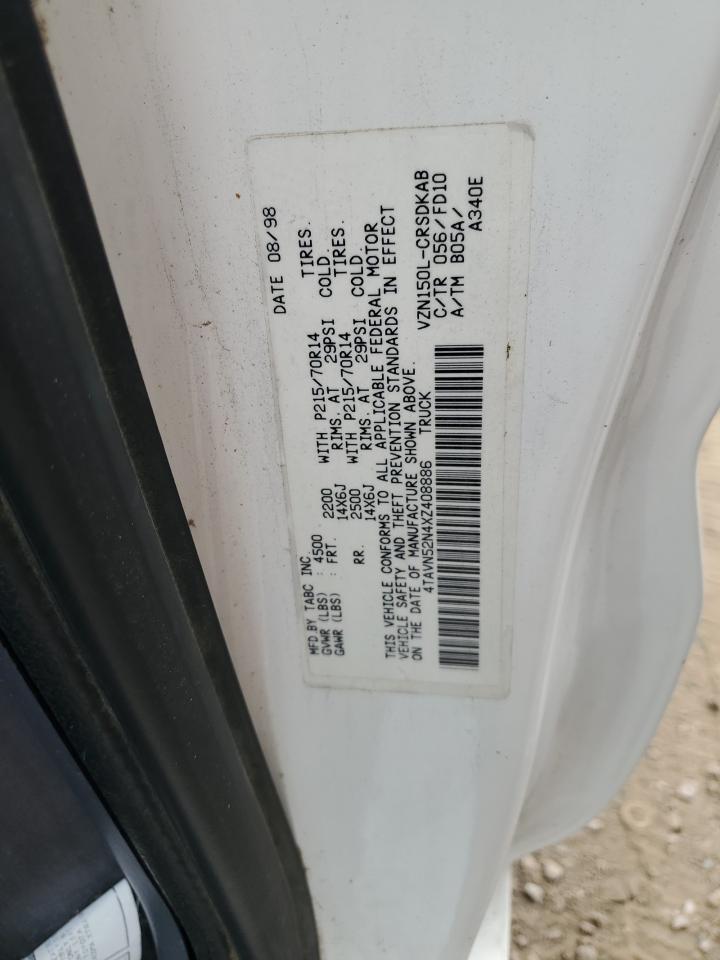 DATE 08/98
MFD.BY TABC INC.
GVWR (LBS) : 4500
GAWR (LBS) : FRT. 2200 WITH P215/70R14 TIRES.
14X6J RIMS. AT 29PSI COLD.
RR. 2500 WITH P215/70R14 TIRES.
14X6J RIMS. AT 29PSI COLD.
THIS VEHICLE CONFORMS TO ALL APPLICABLE FEDERAL MOTOR
VEHICLE SAFETY AND THEFT PREVENTION STANDARDS IN EFFECT
ON THE DATE OF MANUFACTURE SHOWN ABOVE.
4TAVN52N4XZ408886 TRUCK
VZN150L-CRSDKAB
C/TR 056/FD10
A/TM B05A/
A340E